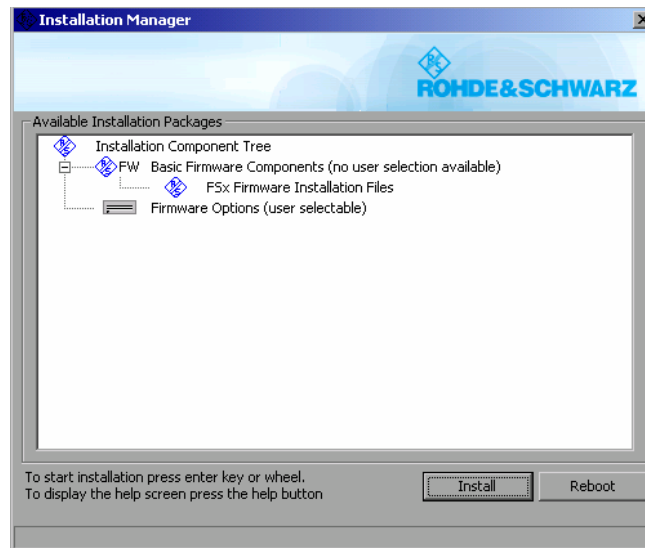 Installation Manager
R&S
ROHDE&SCHWARZ
Available Installation Packages
Installation Component Tree
FW Basic Firmware Components (no user selection available)
FSx Firmware Installation Files
Firmware Options (user selectable)
To start installation press enter key or wheel.
To display the help screen press the help button
Install
Reboot